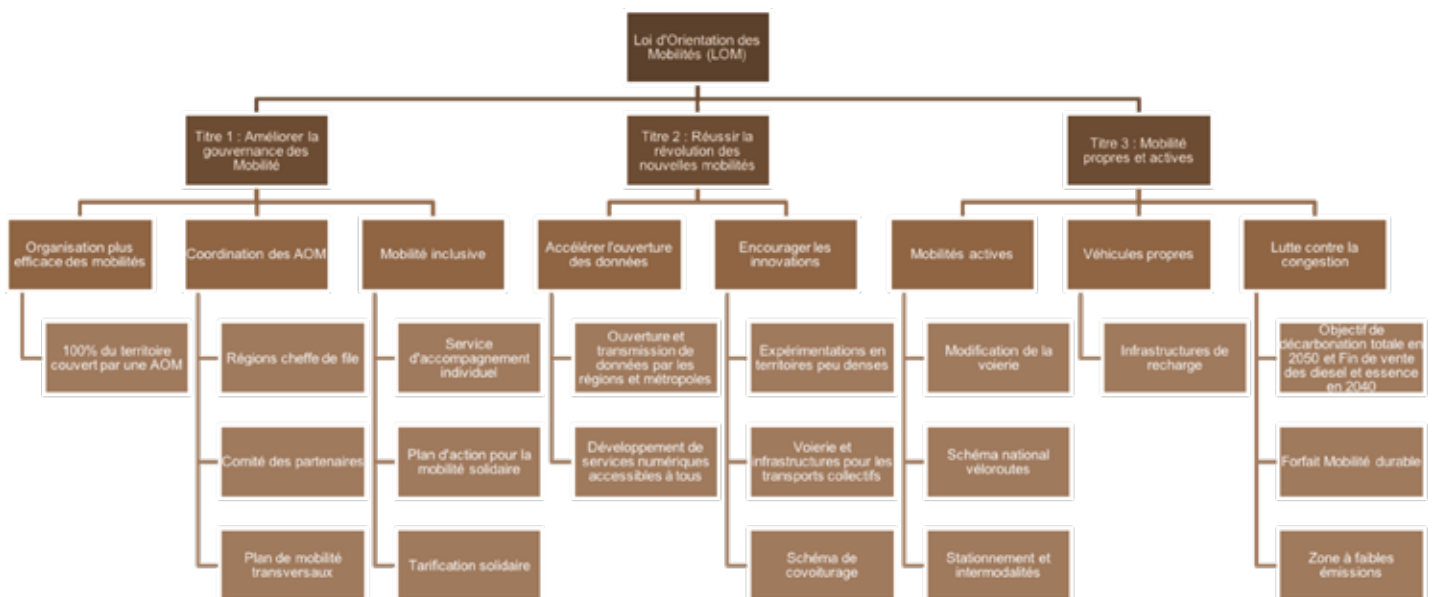 Loi d'Orientation des
Mobilités (LOM)
Titre 1 : Améliorer la
gouvernance des
Mobilité
Titre 2 : Réussir la
révolution des
nouvelles mobilités
Titre 3 : Mobilité
propres et actives
Organisation plus
efficace des mobilités
Coordination des AOM
Mobilité inclusive
Accélérer l'ouverture
des données
Encourager les
innovations
Mobilités actives
Véhicules propres
Lutte contre la
congestion
100% du territoire
couvert par une AOM
Régions cheffe de file
Service
d'accompagnement
individuel
Ouverture et
transmission de
données par les
régions et métropoles
Expérimentations en
territoires peu denses
Modification de la
voierie
Infrastructures de
recharge
Objectif de
décarbonation totale en
2050 et Fin de vente
des diesel et essence
en 2040
Comité des partenaires
Plan d'action pour la
mobilité solidaire
Développement de
services numériques
accessibles à tous
Voierie et
infrastructures pour les
transports collectifs
Schéma national
véloroutes
Forfait Mobilité durable
Plan de mobilité
transversaux
Tarification solidaire
Schéma de
covoiturage
Stationnement et
intermodalités
Zone à faibles
émissions